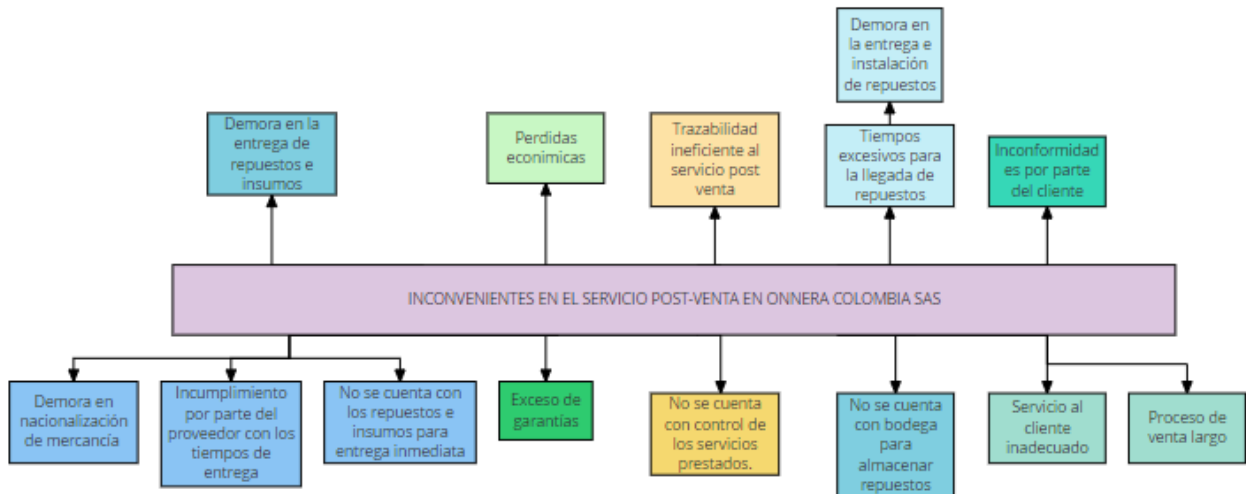 Demora en
la entrega e
instalación
de repuestos
Demora en la
entrega de
repuestos e
insumos
Perdidas
econimicas
Trazabilidad
ineficiente al
servicio post
venta
Tiempos
excesivos para
la llegada de
repuestos
Inconformidad
es por parte
del cliente
INCONVENIENTES EN EL SERVICIO POST-VENTA EN ONNERA COLOMBIA SAS
Demora en
nacionalización
de mercancía
Incumplimiento
por parte del
proveedor con los
tiempos de
entrega
No se cuenta con
los repuestos e
insumos para
entrega inmediata
Exceso de
garantías
No se cuenta
con control de
los servicios
prestados.
No se cuenta
con bodega
para
almacenar
repuestos
Servicio al
cliente
inadecuado
Proceso de
venta largo